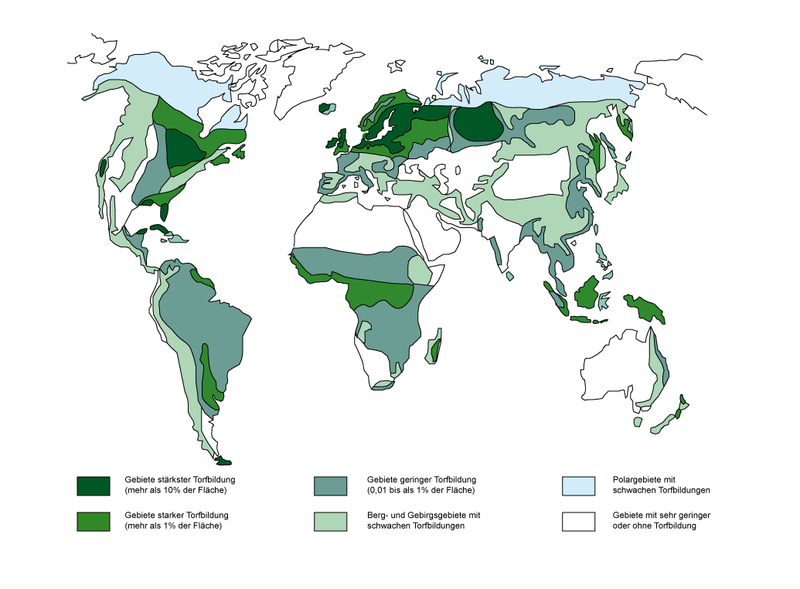 Gebiete stärkster Torfbildung
(mehr als 10% der Fläche)
Gebiete starker Torfbildung
(mehr als 1% der Fläche)
Gebiete geringer Torfbildung
(0,01 bis als 1% der Fläche)
Berg- und Gebirgsgebiete mit
schwachen Torfbildungen
Polargebiete mit
schwachen Torfbildungen
Gebiete mit sehr geringer
oder ohne Torfbildung